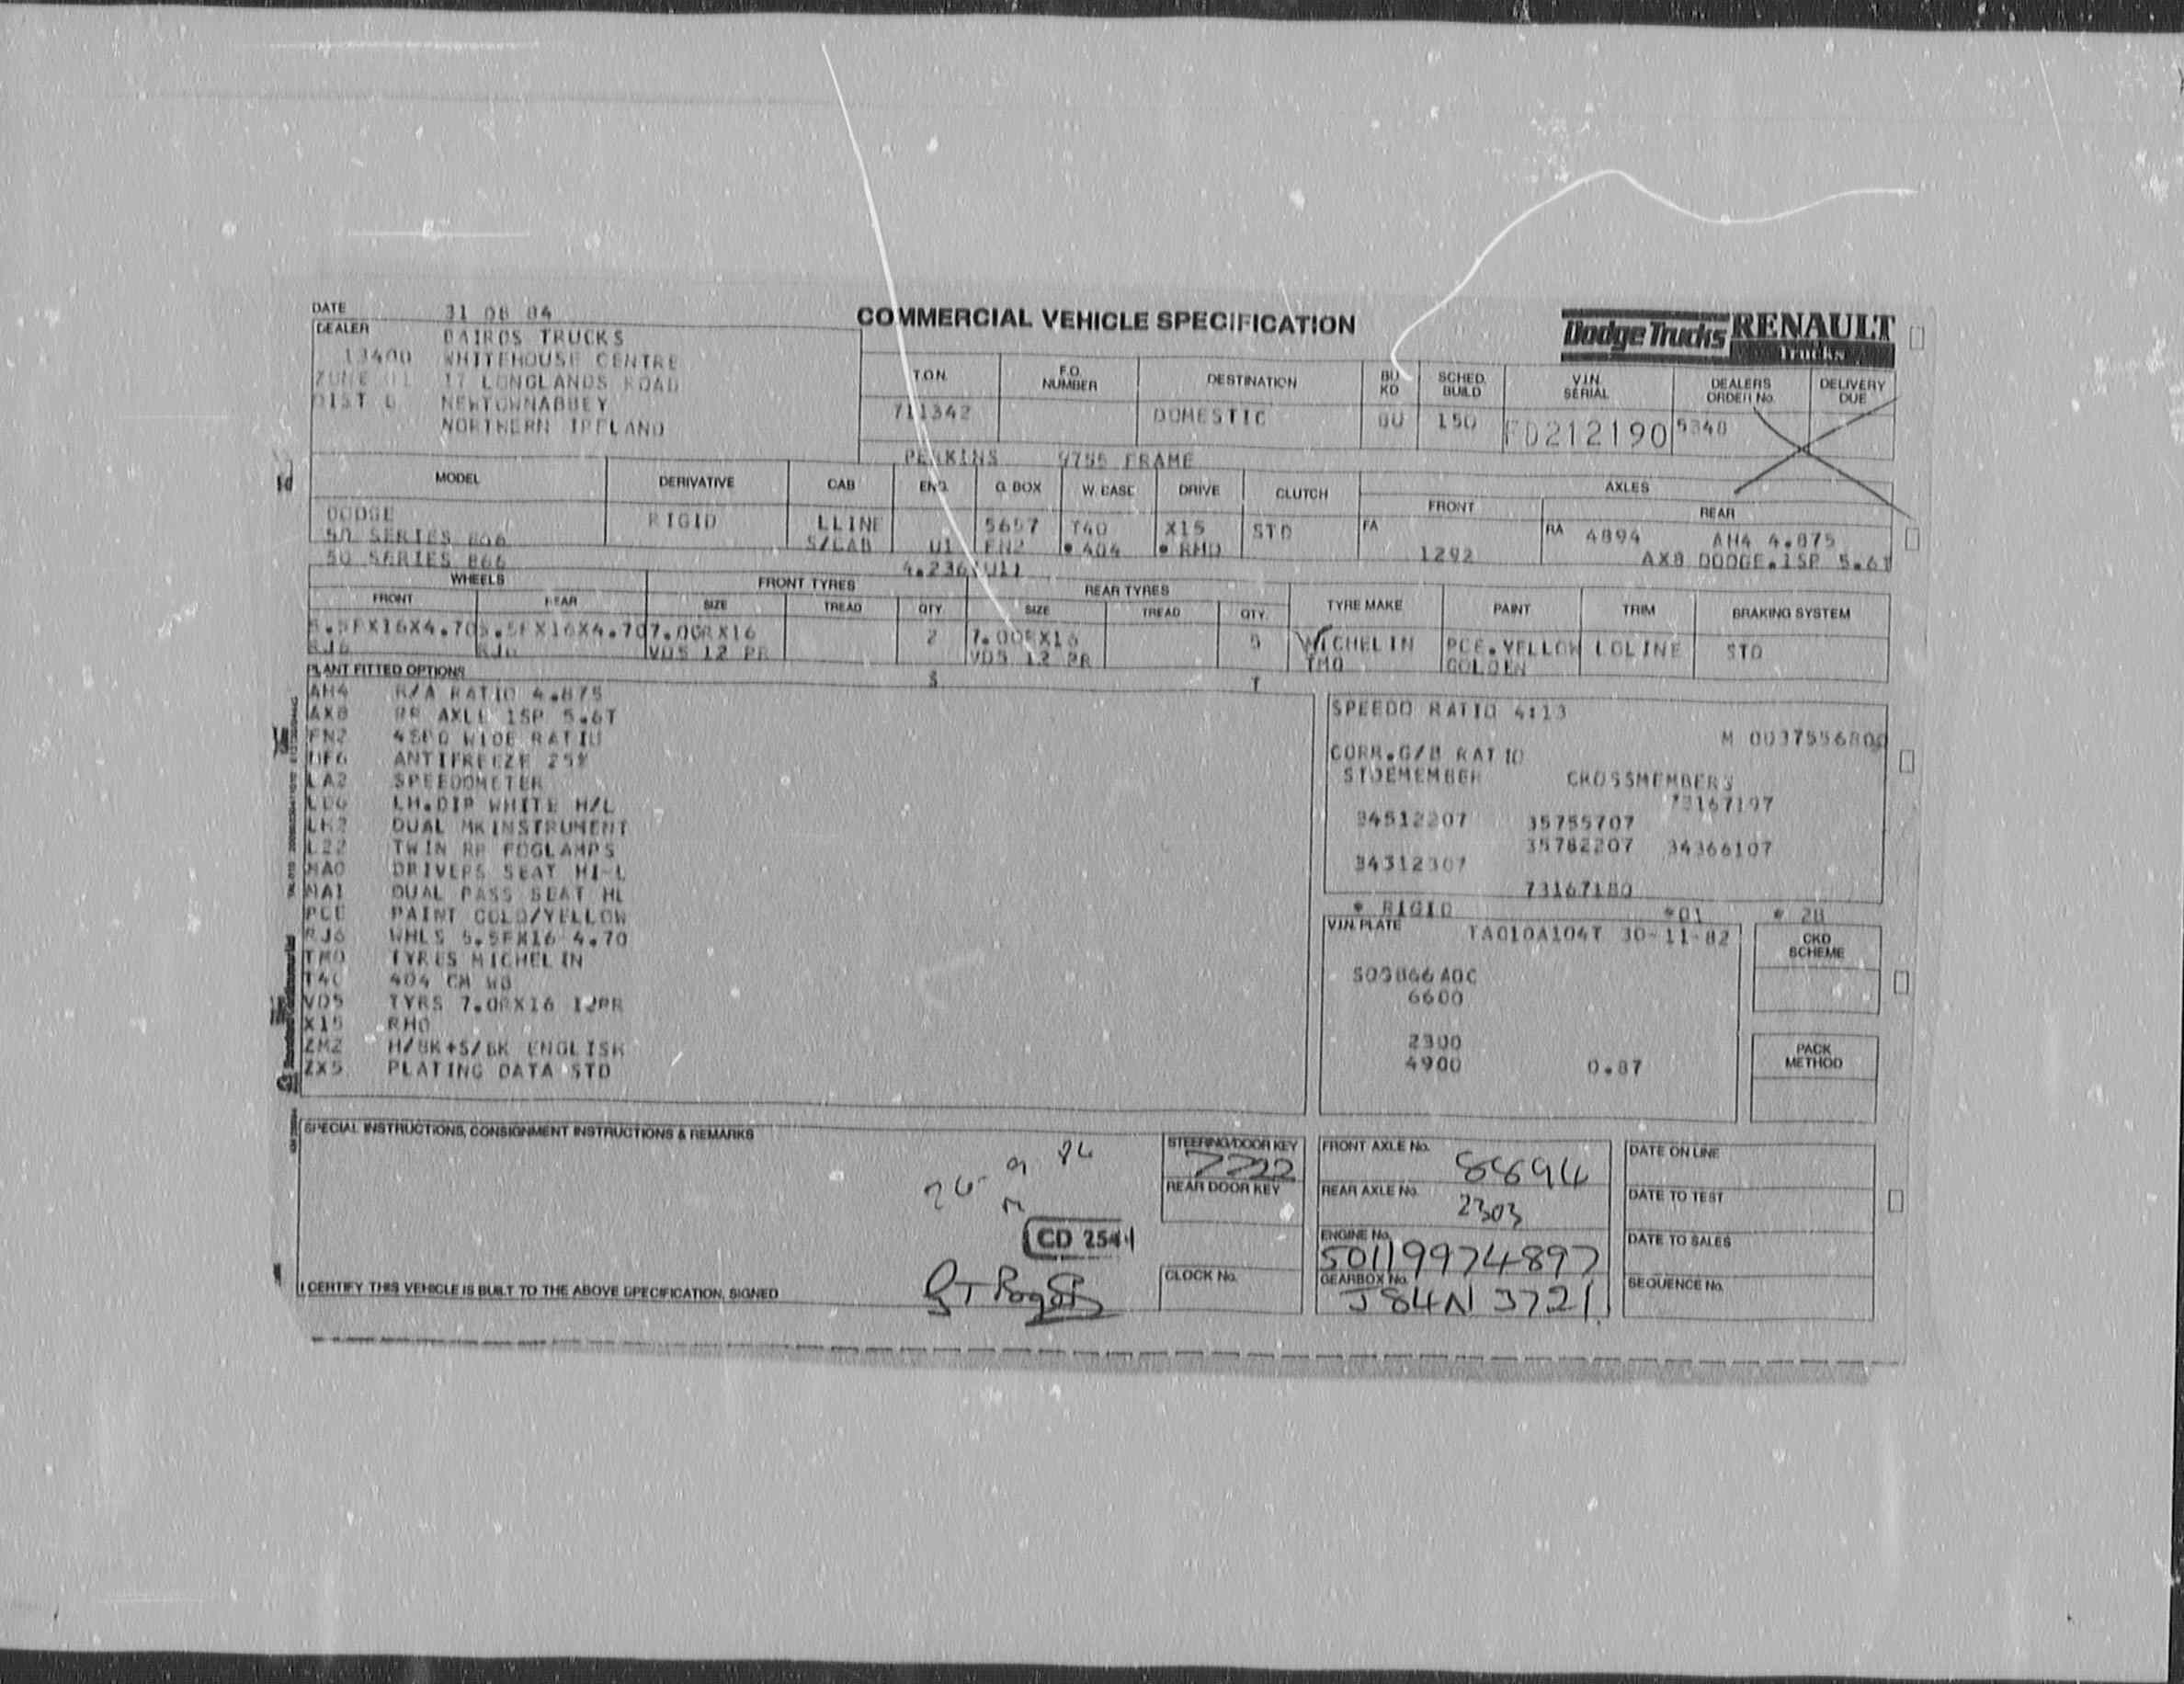 DATE 31 08 84
COMMERCIAL VEHICLE SPECIFICATION
Dodge Trucks RENAULT Trucks
DEALER BAIRDS TRUCKS
13400 WHITEHOUSE CENTRE
ZONE 17 LONGLANDS ROAD
DIST NEWTOWNABBEY
NORTHERN IRELAND
T.O.N. F.O. NUMBER DESTINATION BU KD SCHED. BUILD V.I.N. SERIAL DEALERS ORDER No. DELIVERY DUE
711342 DOMESTIC BU 150 FD212190 5340
PERKINS 9755 FRAME
MODEL DERIVATIVE CAB ENG. G. BOX W. BASE DRIVE CLUTCH AXLES
FRONT REAR
DODGE RIGID LLINE 5657 T40 X15 STD FA RA 4894 AH4 4.875
50 SERIES 866 S/CAB U1 EN2 * 404 * RHD 1292 AX8 DODGE.1SP 5.6T
50 SERIES 866 4.236(U1)
WHEELS FRONT TYRES REAR TYRES TYRE MAKE PAINT TRIM BRAKING SYSTEM
FRONT REAR SIZE TREAD QTY SIZE TREAD QTY.
5.5FX16X4.70 5.5FX16X4.70 7.00RX16 2 7.00RX16 5 MICHELIN PCE.YELLOW LOLINE STD
RJ6 RJ6 VD5 12 PR VD5 12 PR TMO GOLDEN
PLANT FITTED OPTIONS
AH4 R/A RATIO 4.875
AX8 RR AXLE 1SP 5.6T
EN2 4SPD WIDE RATIO
ANTIFREEZE 25%
LA2 SPEEDOMETER
LH.DIP WHITE H/L
DUAL MKINSTRUMENT
L22 TWIN RR FOGLAMPS
MA0 DRIVERS SEAT HI-L
MA1 DUAL PASS SEAT HL
PCE PAINT GOLD/YELLOW
RJ6 WHLS 5.5FX16 4.70
TMO TYRES MICHELIN
T40 404 CM WB
VD5 TYRS 7.0RX16 12PR
X15 RHD
ZM2 H/BK+S/BK ENGLISH
ZX5 PLATING DATA STD
SPEEDO RATIO 4:13
M 0037556800
CORR.G/B RATIO
SIDEMEMBER CROSSMEMBERS
73167197
34512207 35755707
35782207 34366107
34312307
73167180
* RIGID *01 * 28
VIN. PLATE TA010A104T 30-11-82
S05866A0C
6600
2300
4900 0.87
CKD SCHEME
PACK METHOD
SPECIAL INSTRUCTIONS, CONSIGNMENT INSTRUCTIONS & REMARKS
CD 2541
I CERTIFY THIS VEHICLE IS BUILT TO THE ABOVE SPECIFICATION, SIGNED
STEERING/DOOR KEY
7222
REAR DOOR KEY
CLOCK No.
FRONT AXLE No. 8894
REAR AXLE No. 2303
ENGINE No.
50119974897
GEARBOX No.
J84N 3721
DATE ON LINE
DATE TO TEST
DATE TO SALES
SEQUENCE No.